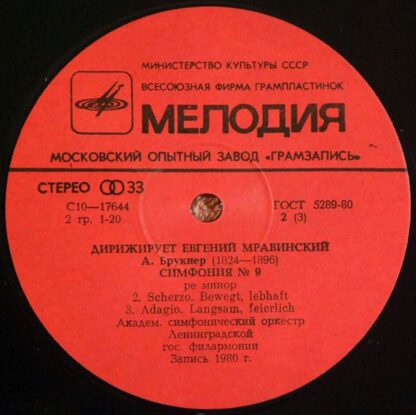 МИНИСТЕРСТВО КУЛЬТУРЫ СССР
ВСЕСОЮЗНАЯ ФИРМА ГРАМПЛАСТИНОК
МЕЛОДИЯ
МОСКОВСКИЙ ОПЫТНЫЙ ЗАВОД «ГРАМЗАПИСЬ»
СТЕРЕО 33
С10—17644 ГОСТ 5289-80
2 гр. 1-20 2 (3)
ДИРИЖИРУЕТ ЕВГЕНИЙ МРАВИНСКИЙ
А. Брукнер (1824—1896)
СИМФОНИЯ № 9
ре минор
2. Scherzo. Bewegt, lebhaft
3. Adagio. Langsam, feierlich
Академ. симфонический оркестр
Ленинградской
гос. филармонии
Запись 1980 г.